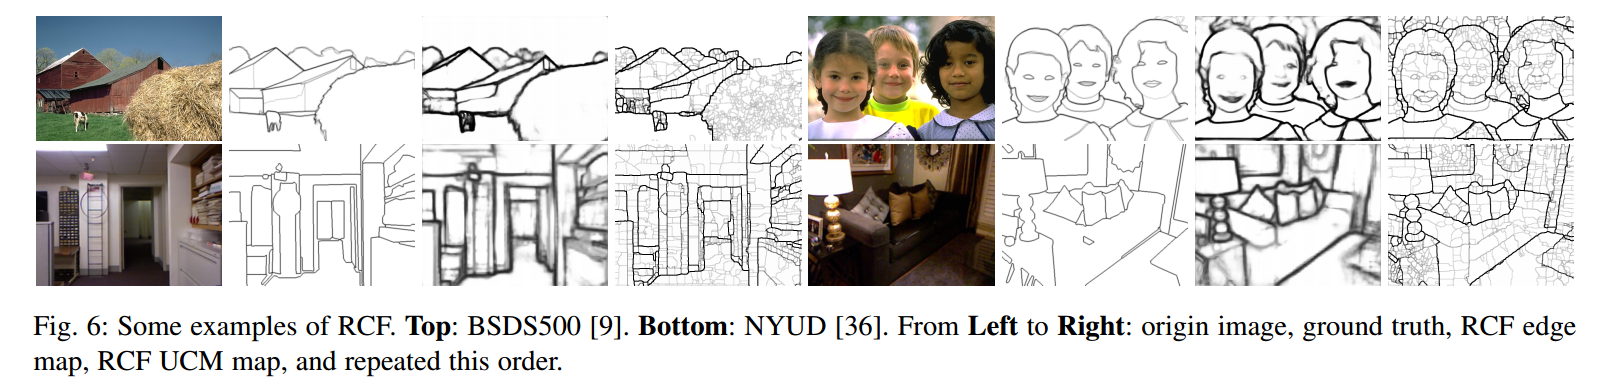 Fig. 6: Some examples of RCF. Top: BSDS500 [9]. Bottom: NYUD [36]. From Left to Right: origin image, ground truth, RCF edge
map, RCF UCM map, and repeated this order.